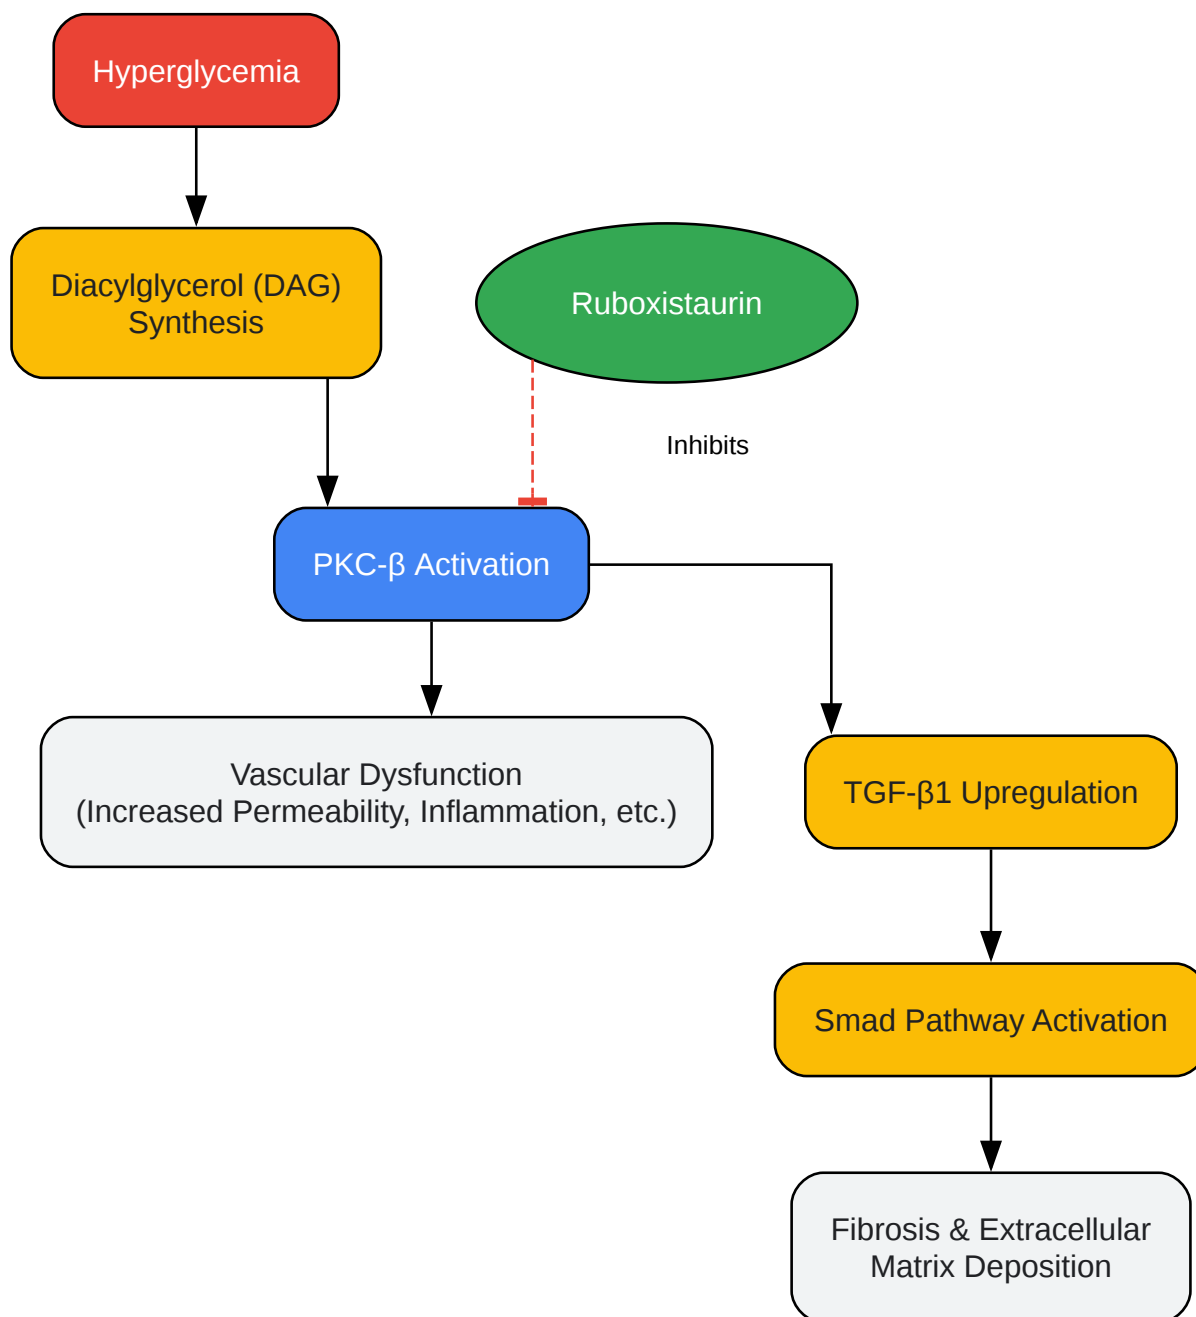 Hyperglycemia
Diacylglycerol (DAG)
Synthesis
Ruboxistaurin
Inhibits
PKC-β Activation
Vascular Dysfunction
(Increased Permeability, Inflammation, etc.)
TGF-β1 Upregulation
Smad Pathway Activation
Fibrosis & Extracellular
Matrix Deposition